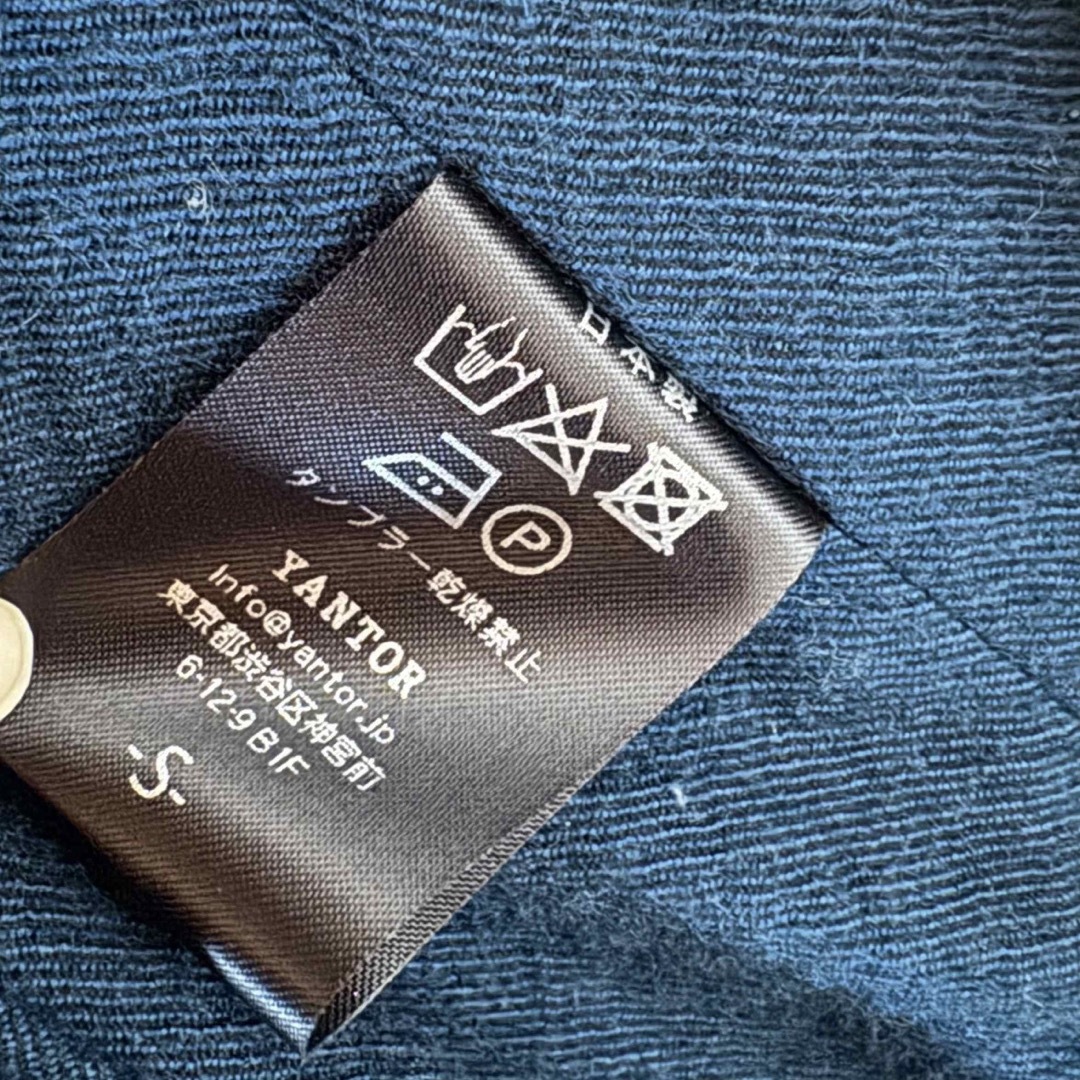 日本製
P
タンブラー乾燥禁止
YANTOR
Info@yantor.jp
東京都渋谷区神宮前
6-12-9 B1F
-S-